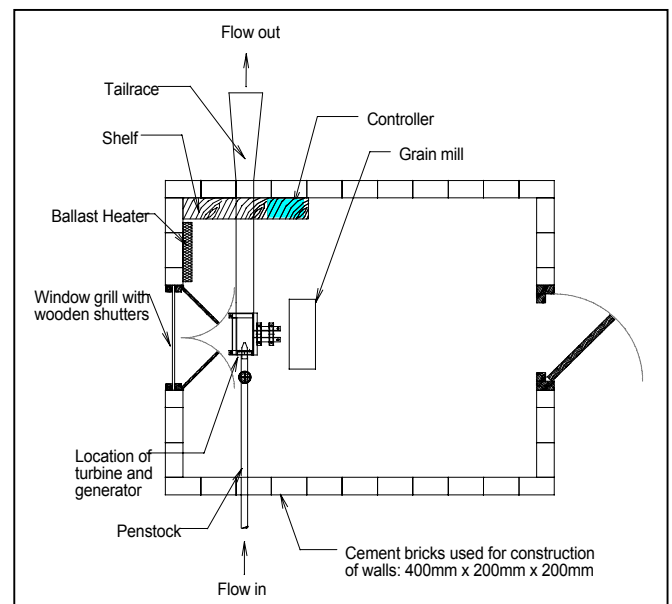 Flow out
Tailrace
Controller
Shelf
Grain mill
Ballast Heater
Window grill with
wooden shutters
Location of
turbine and
generator
Penstock
Cement bricks used for construction
of walls: 400mm x 200mm x 200mm
Flow in